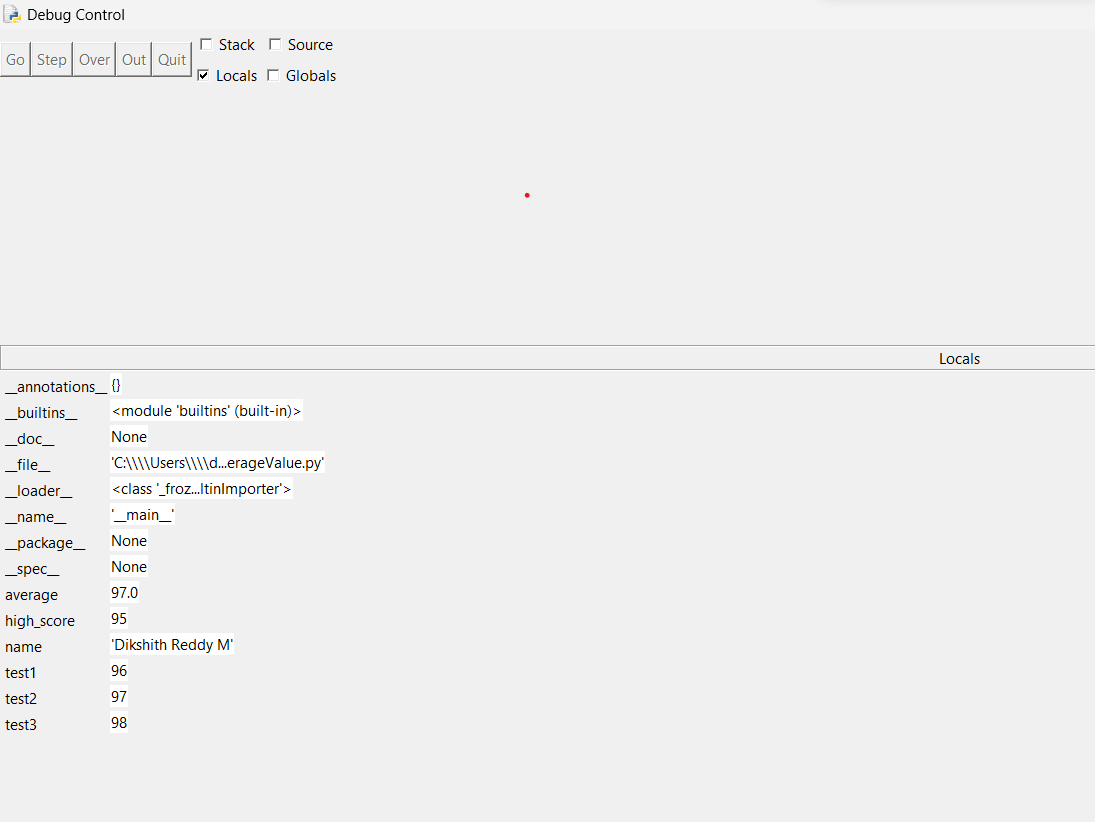 Debug Control
Go Step Over Out Quit
Stack Source
Locals Globals
Locals
__annotations__ {}
__builtins__ <module 'builtins' (built-in)>
__doc__ None
__file__ 'C:\\\\Users\\\\d...erageValue.py'
__loader__ <class '_froz...ltinImporter'>
__name__ '__main__'
__package__ None
__spec__ None
average 97.0
high_score 95
name 'Dikshith Reddy M'
test1 96
test2 97
test3 98